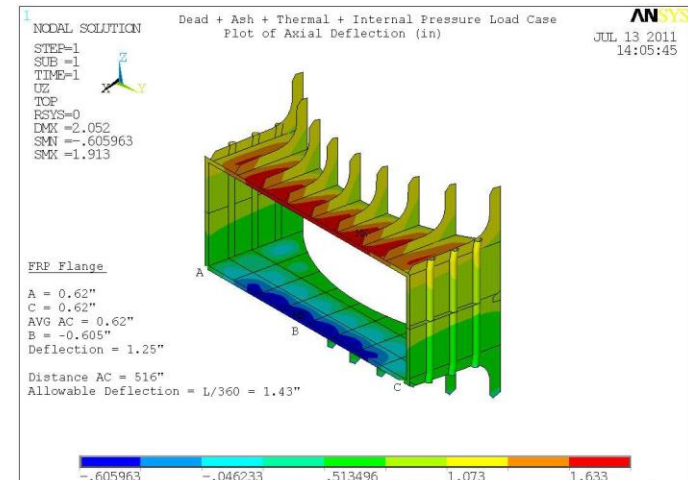 1
NODAL SOLUTION
STEP=1
SUB =1
TIME=1
UZ
TOP
RSYS=0
DMX =2.052
SMN =-.605963
SMX =1.913
Dead + Ash + Thermal + Internal Pressure Load Case
Plot of Axial Deflection (in)
ANSYS
JUL 13 2011
14:05:45
Z
X
Y
FRP Flange
A = 0.62"
C = 0.62"
AVG AC = 0.62"
B = -0.605"
Deflection = 1.25"
Distance AC = 516"
Allowable Deflection = L/360 = 1.43"
A
B
C
-.605963
-.046233
.513496
1.073
1.633